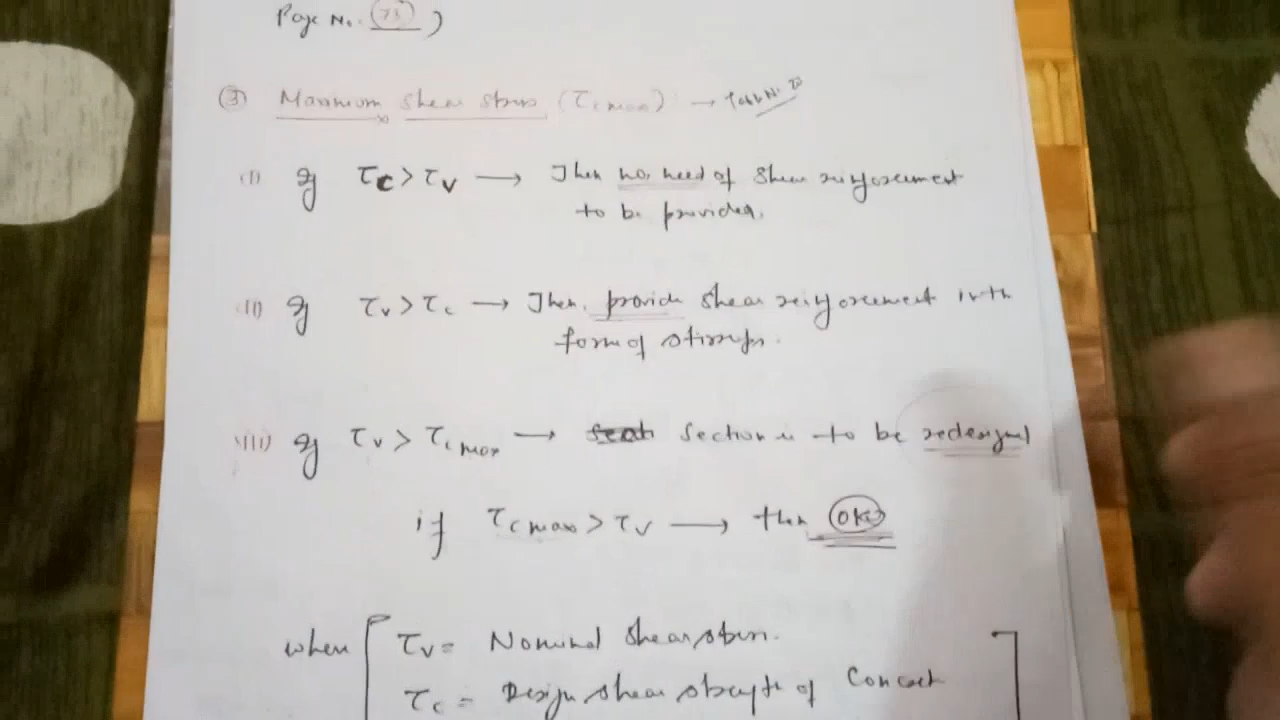 Page No. (73) )
(3) Maximum shear stress (τc max) → Table No. 20
(i) If τc > τv → Then no need of shear reinforcement
to be provided.
(ii) If τv > τc → Then, provide shear reinforcement in th
form of stirrups.
(iii) If τv > τc max → section is to be redesigned
if τc max > τv → then OK
when [ τv = Nominal shear stress.
τc = Design shear strength of Concrete